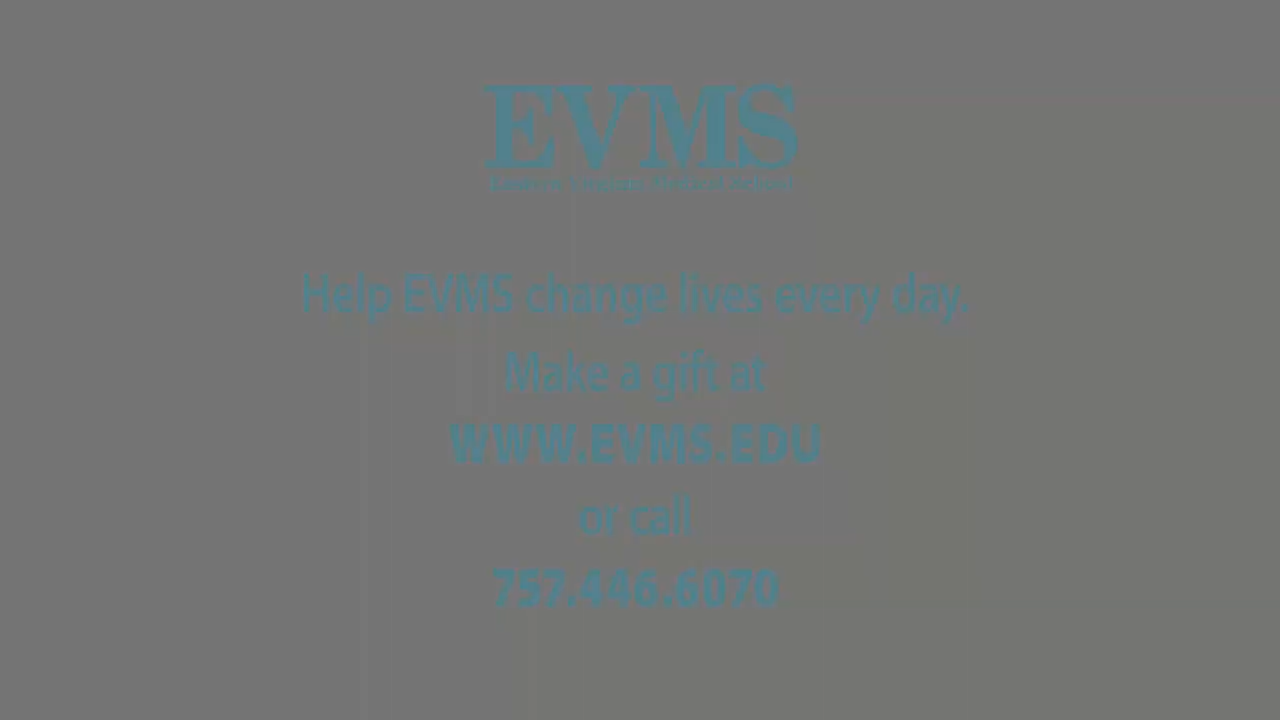 EVMS
Eastern Virginia Medical School
Help EVMS change lives every day.
Make a gift at
WWW.EVMS.EDU
or call
757.446.6070